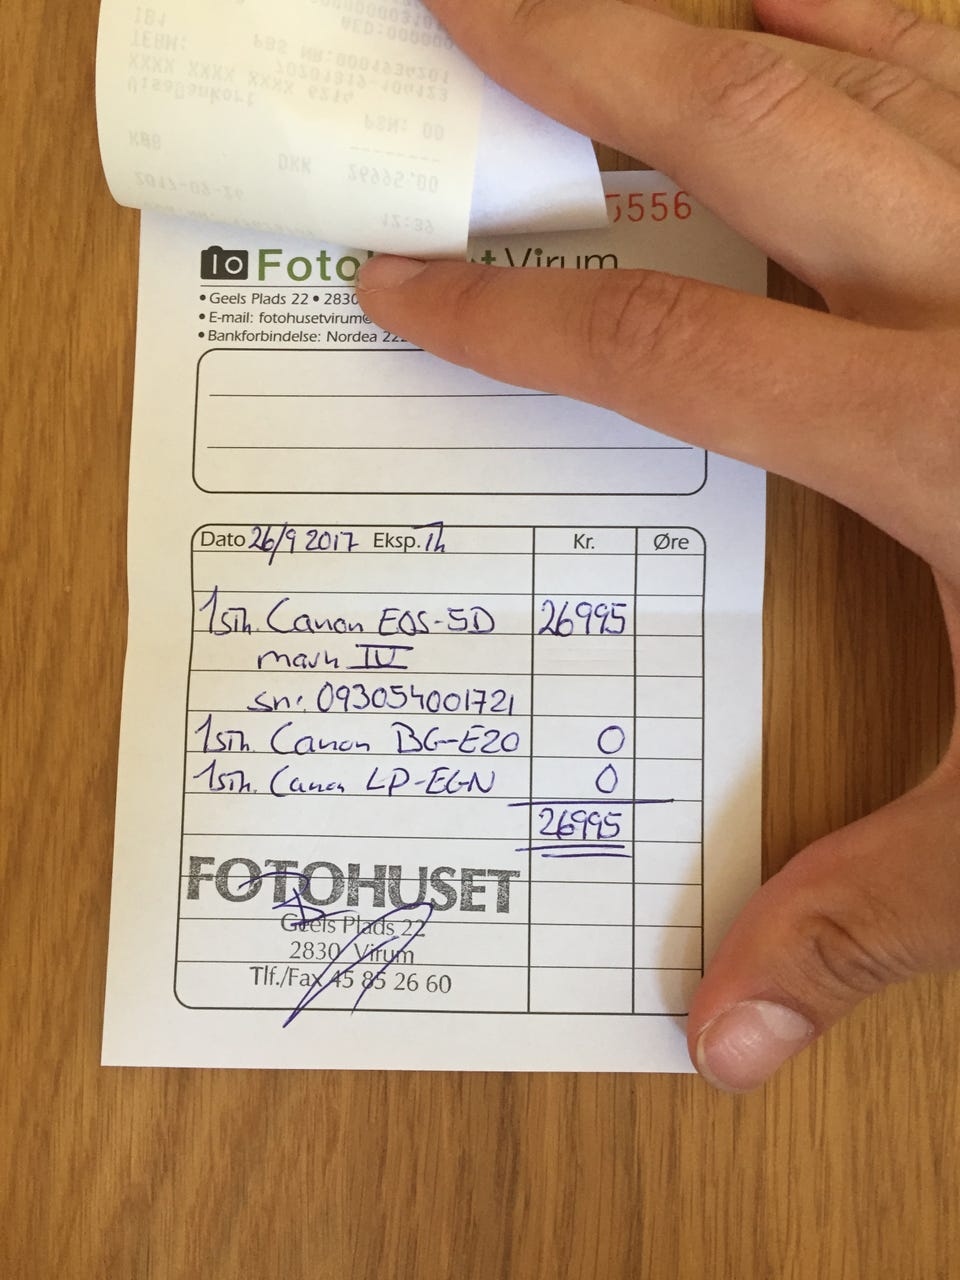 5556
Foto t Virum
• Geels Plads 22 • 2830
• E-mail: fotohusetvirum@
• Bankforbindelse: Nordea 222
Dato 26/9 2017 Eksp. Th Kr. Øre
1 stk. Canon EOS-5D 26995
mark IV
sn: 093054001721
1 stk. Canon BG-E20 0
1 stk. Canon LP-E6N 0
26995
FOTOHUSET
Geels Plads 22
2830 Virum
Tlf./Fax 45 85 26 60